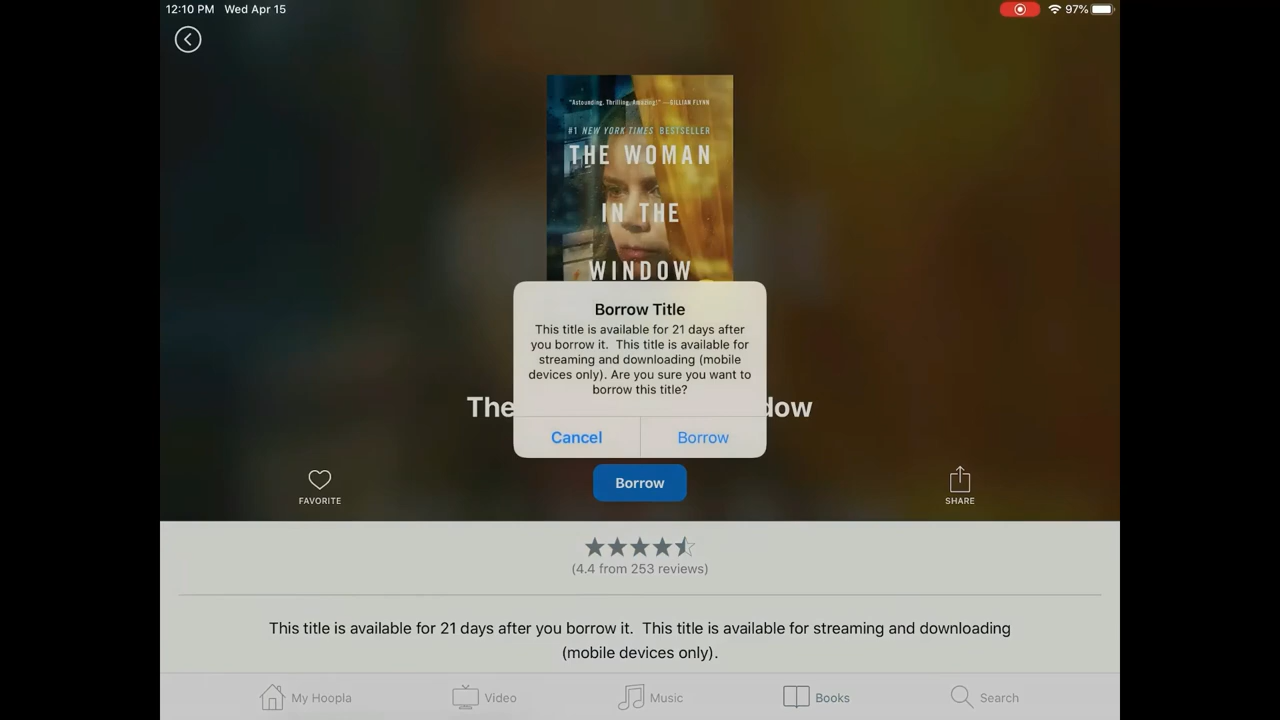 12:10 PM Wed Apr 15
97%
"Astounding. Thrilling. Amazing!" —GILLIAN FLYNN
#1 NEW YORK TIMES BESTSELLER
THE WOMAN
IN THE
WINDOW
Borrow Title
This title is available for 21 days after
you borrow it. This title is available for
streaming and downloading (mobile
devices only). Are you sure you want to
borrow this title?
The dow
Cancel Borrow
FAVORITE
Borrow
SHARE
(4.4 from 253 reviews)
This title is available for 21 days after you borrow it. This title is available for streaming and downloading
(mobile devices only).
My Hoopla Video Music Books Search